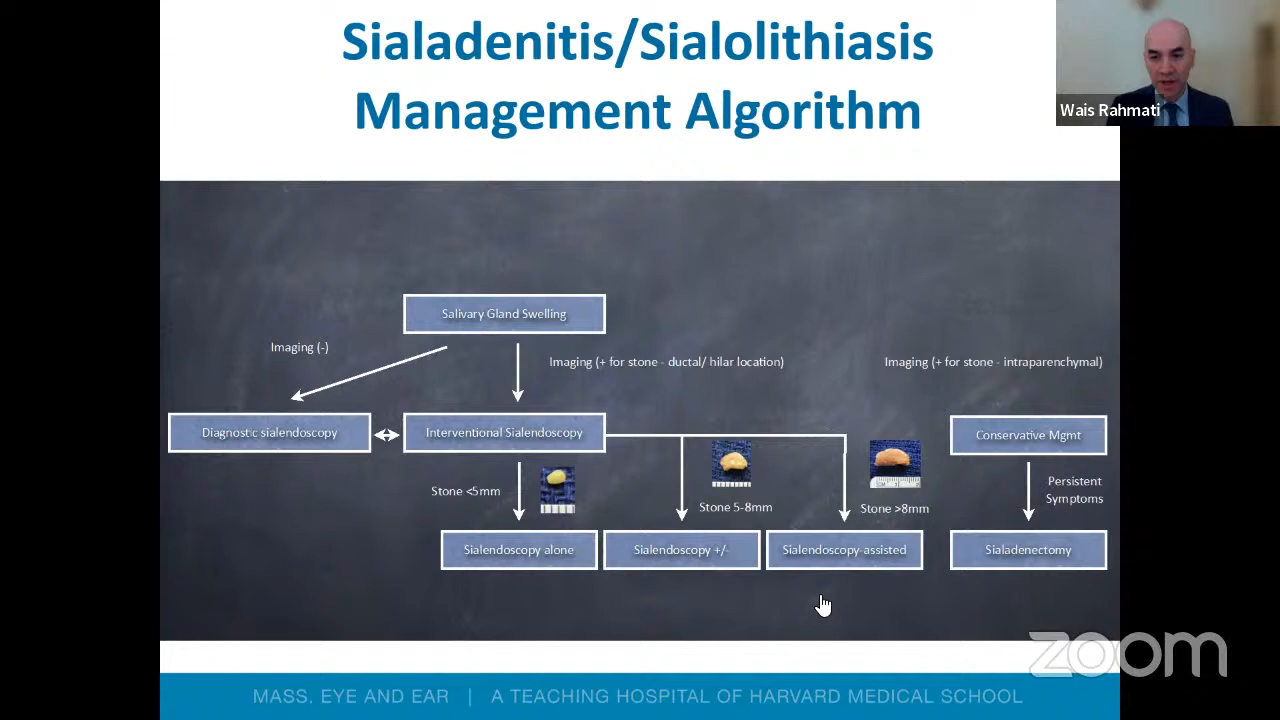 Sialadenitis/Sialolithiasis
Management Algorithm
Wais Rahmati
Salivary Gland Swelling
Imaging (-)
Imaging (+ for stone - ductal/ hilar location)
Imaging (+ for stone - intraparenchymal)
Diagnostic sialendoscopy
Interventional Sialendoscopy
Conservative Mgmt
Stone <5mm
Stone 5-8mm
Stone >8mm
Persistent
Symptoms
Sialendoscopy alone
Sialendoscopy +/-
Sialendoscopy-assisted
Sialadenectomy
zoom
MASS. EYE AND EAR | A TEACHING HOSPITAL OF HARVARD MEDICAL SCHOOL